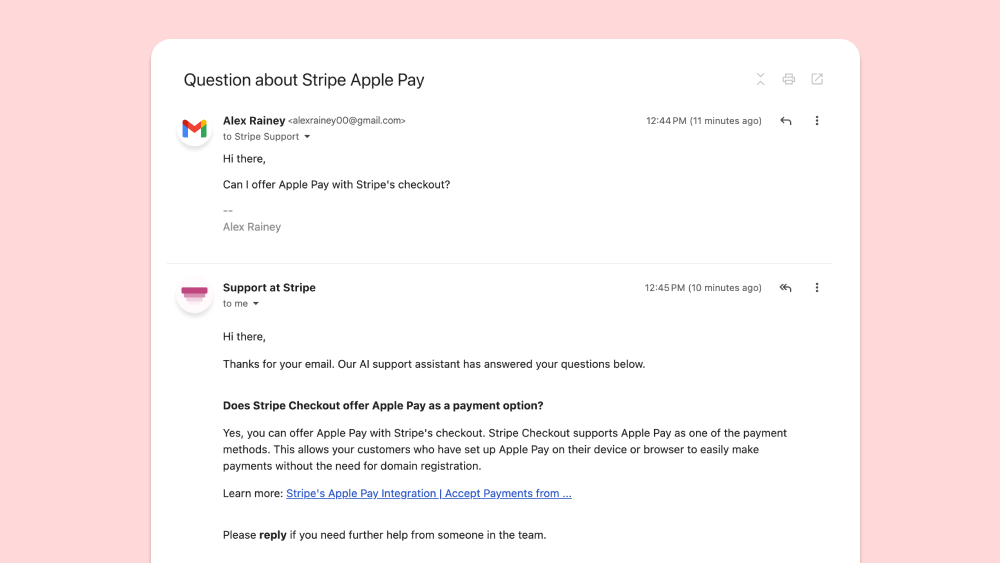 Question about Stripe Apple Pay
Alex Rainey <alexrainey00@gmail.com>
12:44 PM (11 minutes ago)
to Stripe Support
Hi there,
Can I offer Apple Pay with Stripe's checkout?
--
Alex Rainey
Support at Stripe
12:45 PM (10 minutes ago)
to me
Hi there,
Thanks for your email. Our AI support assistant has answered your questions below.
Does Stripe Checkout offer Apple Pay as a payment option?
Yes, you can offer Apple Pay with Stripe's checkout. Stripe Checkout supports Apple Pay as one of the payment
methods. This allows your customers who have set up Apple Pay on their device or browser to easily make
payments without the need for domain registration.
Learn more: Stripe's Apple Pay Integration | Accept Payments from ...
Please reply if you need further help from someone in the team.